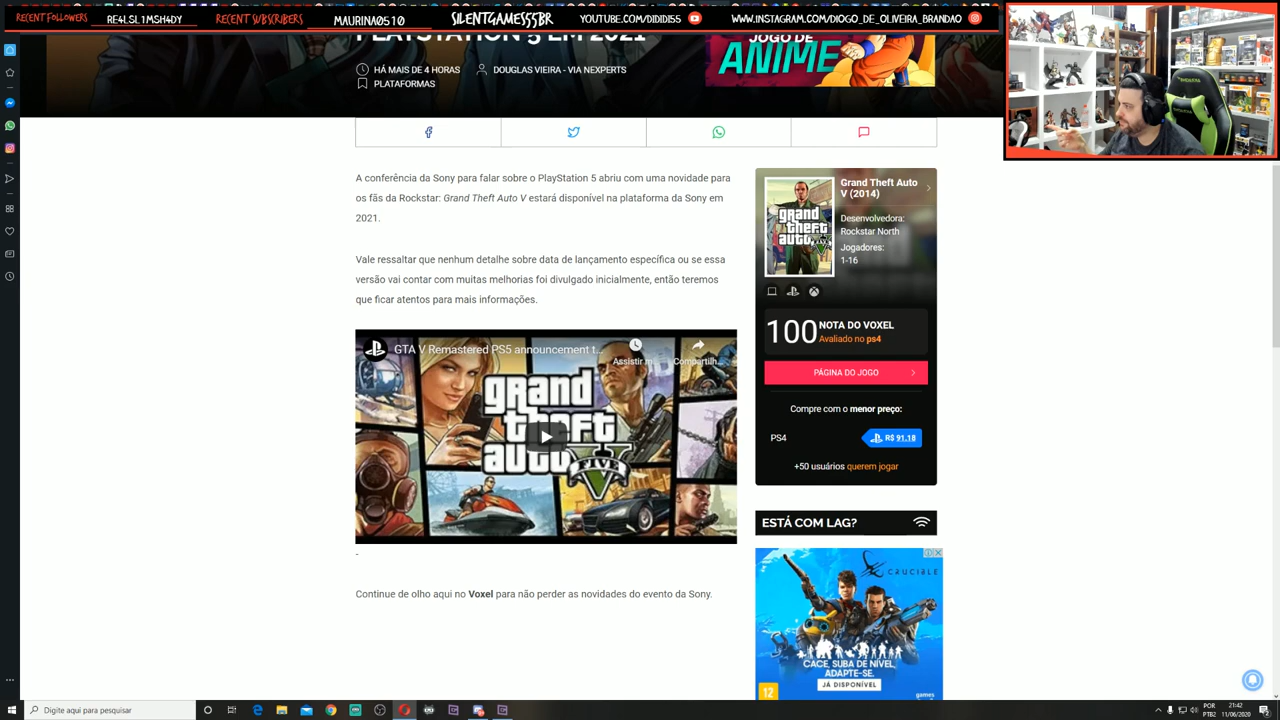 RECENT FOLLOWERS
RE4LSL1MSH4DY
RECENT SUBSCRIBERS
MAURINA0510
SILENTGAMES55BR
YOUTUBE.COM/DIDIDI55
WWW.INSTAGRAM.COM/DIOGO_DE_OLIVEIRA_BRANDAO
PLAYSTATION 5 EM 2021
HÁ MAIS DE 4 HORAS
DOUGLAS VIEIRA - VIA NEXPERTS
PLATAFORMAS
JOGO DE
ANIME
A conferência da Sony para falar sobre o PlayStation 5 abriu com uma novidade para
os fãs da Rockstar: Grand Theft Auto V estará disponível na plataforma da Sony em
2021.
Vale ressaltar que nenhum detalhe sobre data de lançamento específica ou se essa
versão vai contar com muitas melhorias foi divulgado inicialmente, então teremos
que ficar atentos para mais informações.
GTA V Remastered PS5 announcement t...
Assistir m...
Compartilh...
grand
theft
auto V
FIVE
-
Continue de olho aqui no Voxel para não perder as novidades do evento da Sony.
grand
theft
auto V
Grand Theft Auto
V (2014)
Desenvolvedora:
Rockstar North
Jogadores:
1-16
100
NOTA DO VOXEL
Avaliado no ps4
PÁGINA DO JOGO
Compre com o menor preço:
PS4
R$ 91.18
+50 usuários querem jogar
ESTÁ COM LAG?
CRUCIBLE
CACE, SUBA DE NÍVEL,
ADAPTE-SE.
JÁ DISPONÍVEL
12
games
Digite aqui para pesquisar
POR
PTB2
21:42
11/06/2020